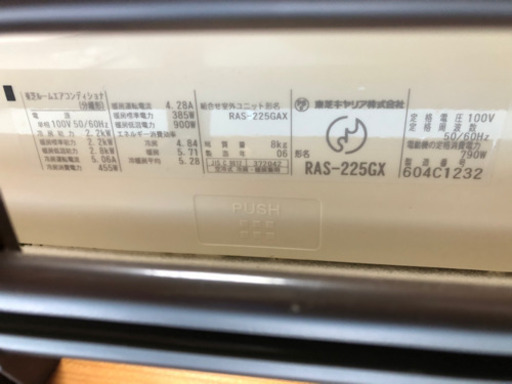 東芝ルームエアコンディショナ
(分離形)
電源
単相100V 50/60Hz
冷房能力 2.2kW
暖房標準能力 2.2kW
暖房低温能力 2.8kW
冷房運転電流 5.06A
冷房消費電力 455W
暖房運転電流 4.28A
暖房標準電力 385W
暖房低温電力 900W
エネルギー消費効率
冷房 4.84
暖房 5.71
冷暖房平均 5.28
組合せ室外ユニット形名
RAS-225GAX
質量 8kg
製造年 06
形名
東芝キヤリア株式会社
RAS-225GX
定格電圧100V
定格周波数
50/60Hz
電動機の定格消費電力
790W
製造番号
604C1232
PUSH